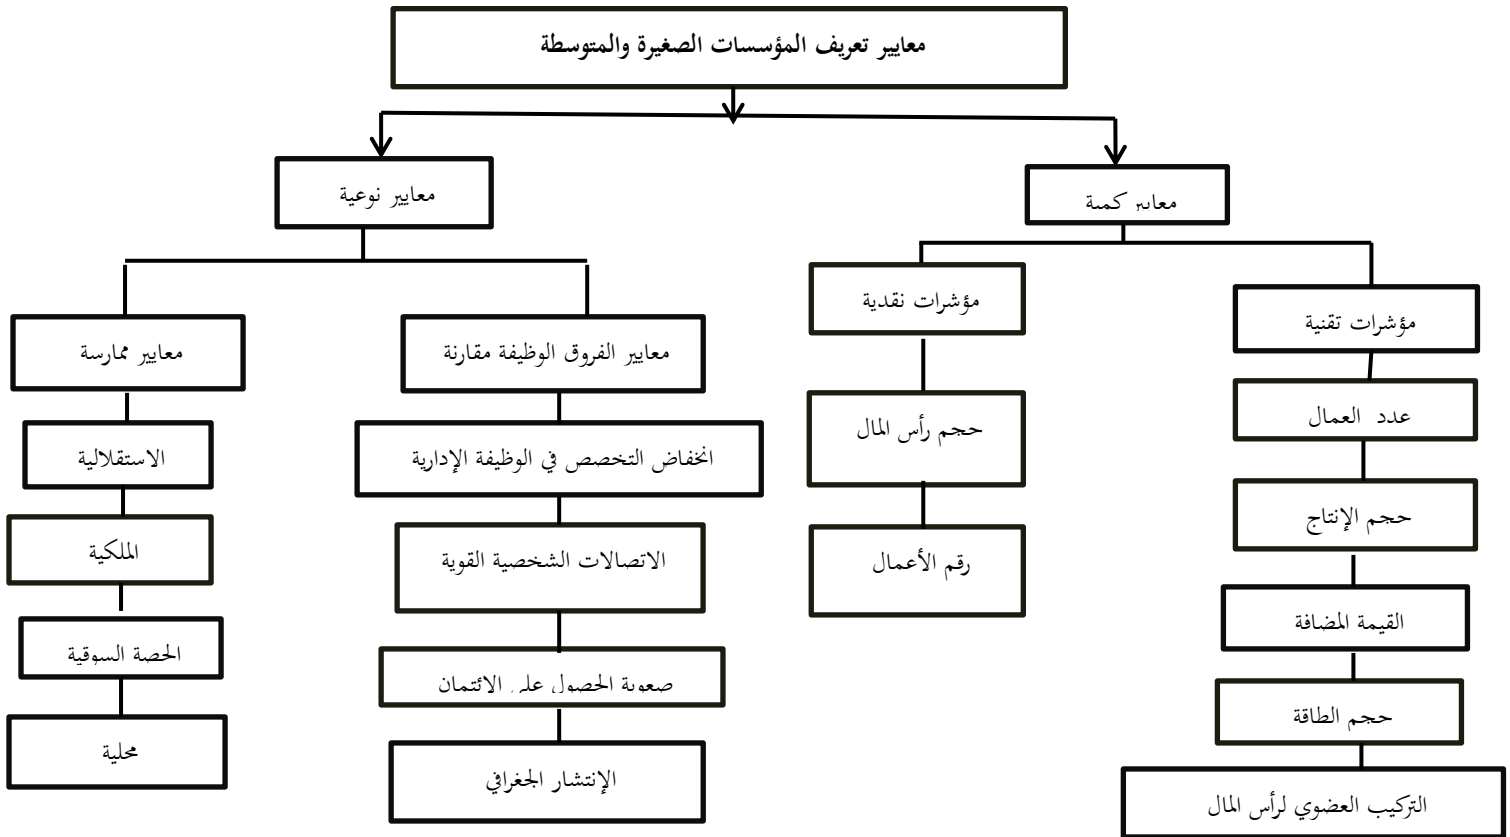 معايير تعريف المؤسسات الصغيرة والمتوسطة
معايير كمية
معايير نوعية
مؤشرات تقنية
عدد العمال
حجم الإنتاج
القيمة المضافة
حجم الطاقة
التركيب العضوي لرأس المال
مؤشرات نقدية
حجم رأس المال
رقم الأعمال
معايير الفروق الوظيفة مقارنة
انخفاض التخصص في الوظيفة الإدارية
الاتصالات الشخصية القوية
صعوبة الحصول على الائتمان
الإنتشار الجغرافي
معايير ممارسة
الاستقلالية
الملكية
الحصة السوقية
محلية